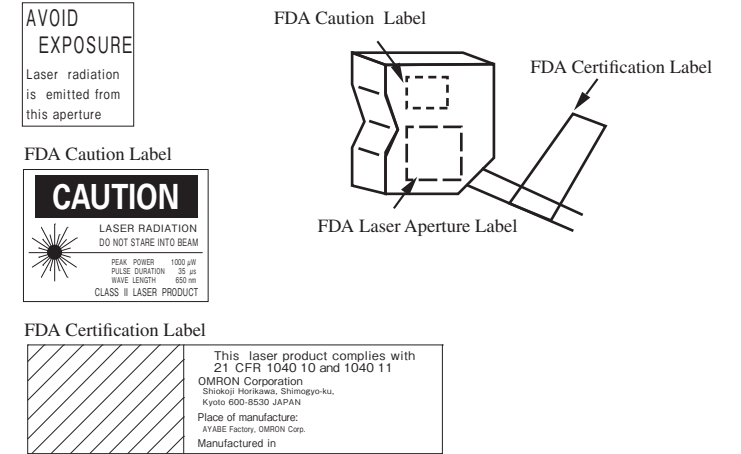 AVOID
EXPOSURE
Laser radiation
is emitted from
this aperture
FDA Caution Label
CAUTION
LASER RADIATION
DO NOT STARE INTO BEAM
PEAK POWER 1000 µW
PULSE DURATION 35 µs
WAVE LENGTH 650 nm
CLASS II LASER PRODUCT
FDA Caution Label
FDA Certification Label
FDA Laser Aperture Label
FDA Certification Label
This laser product complies with
21 CFR 1040 10 and 1040 11
OMRON Corporation
Shiokoji Horikawa, Shimogyo-ku,
Kyoto 600-8530 JAPAN
Place of manufacture:
AYABE Factory, OMRON Corp.
Manufactured in